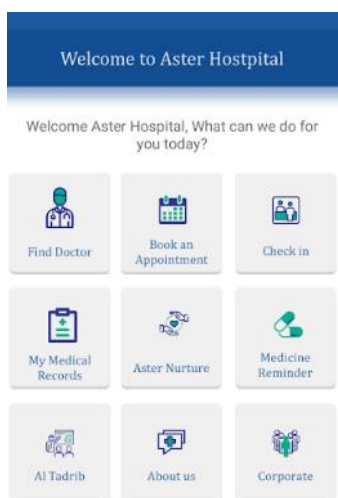 Welcome to Aster Hostpital
Welcome Aster Hospital, What can we do for
you today?
Find Doctor
Book an
Appointment
Check in
My Medical
Records
Aster Nurture
Medicine
Reminder
Al Tadrib
About us
Corporate